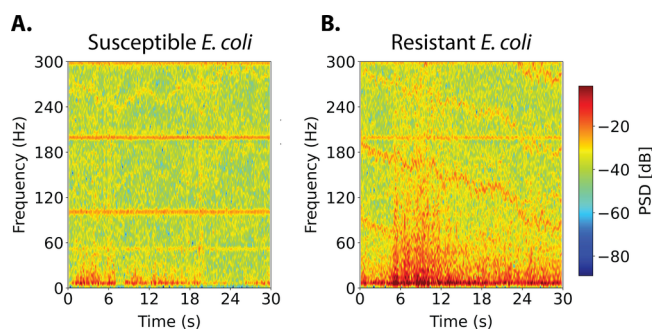 A.
Susceptible E. coli
B.
Resistant E. coli
Frequency (Hz)
300
240
180
120
60
0
0 6 12 18 24 30
Time (s)
Frequency (Hz)
300
240
180
120
60
0
0 6 12 18 24 30
Time (s)
−20
−40
−60
−80
PSD [dB]